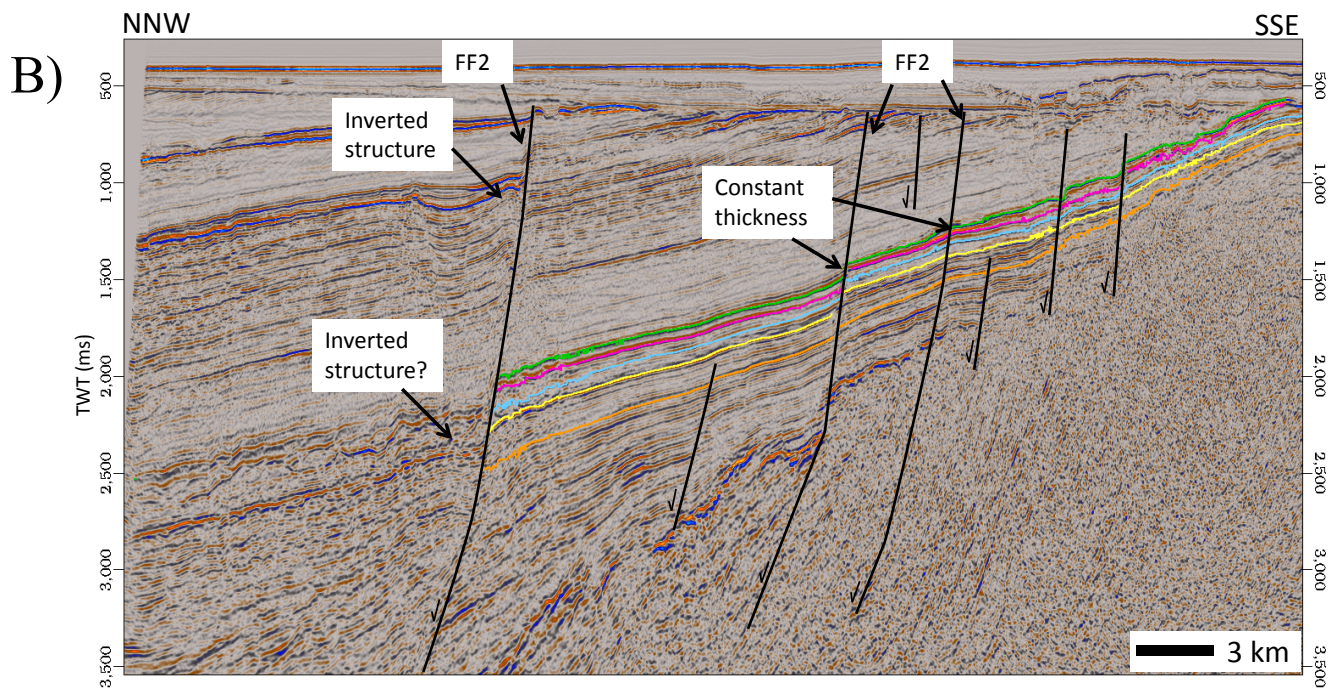 NNW
SSE
B)
FF2
FF2
Inverted
structure
Constant
thickness
Inverted
structure?
TWT (ms)
500
1,000
1,500
2,000
2,500
3,000
3,500
500
1,000
1,500
2,000
2,500
3,000
3,500
3 km